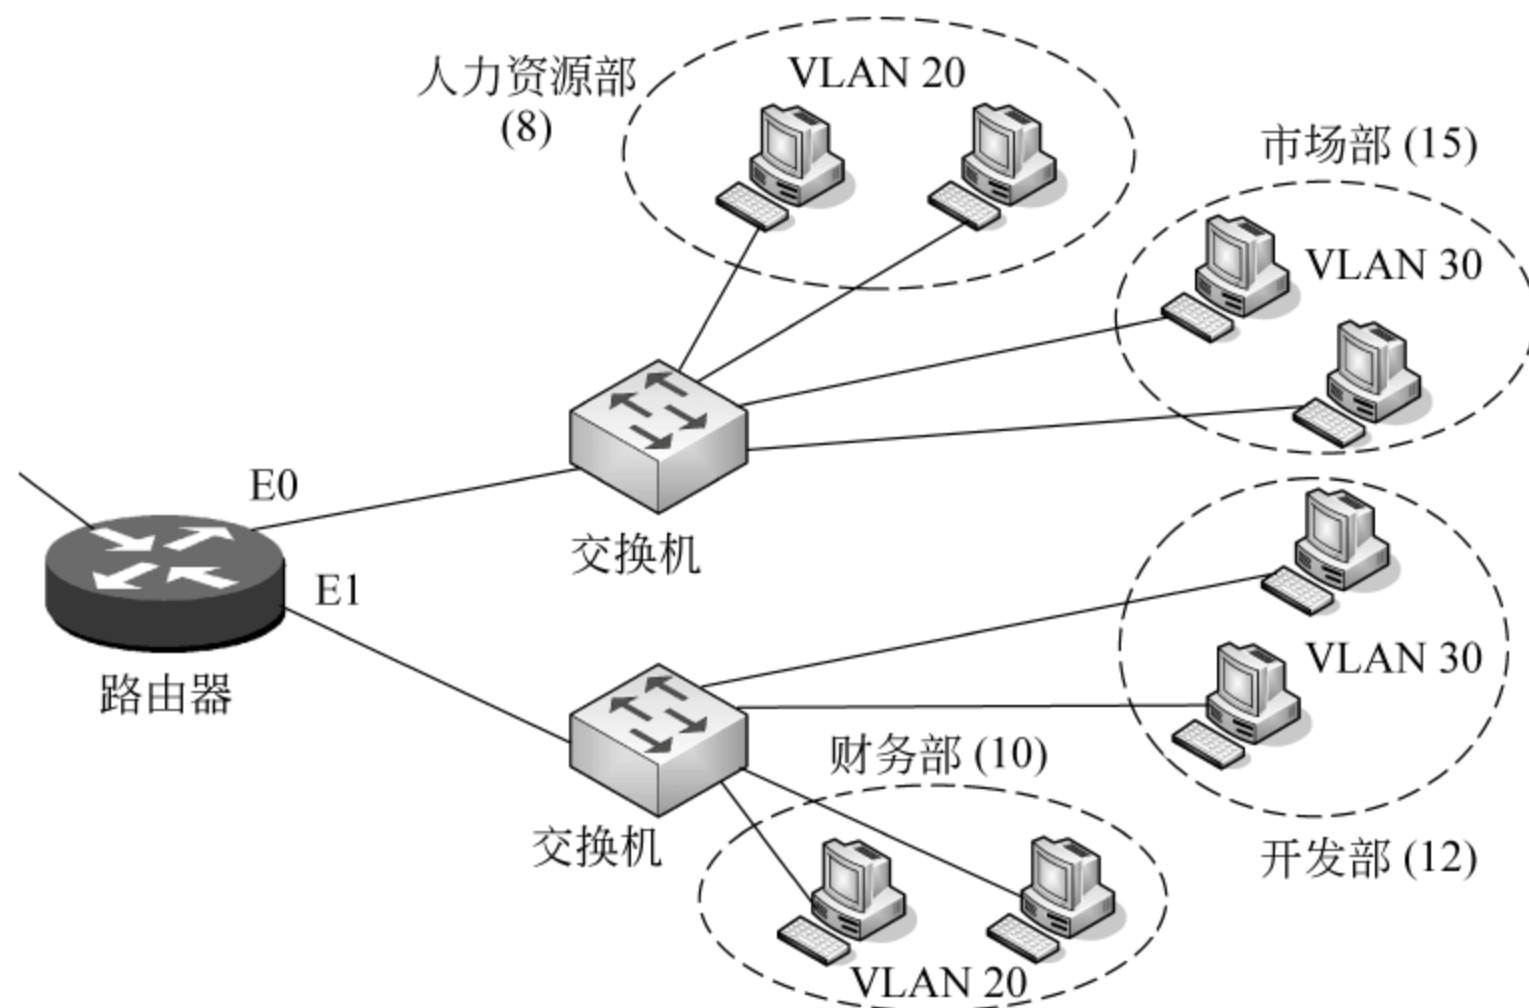 人力资源部
(8)
VLAN 20
市场部 (15)
VLAN 30
E0
交换机
E1
路由器
VLAN 30
财务部 (10)
交换机
开发部 (12)
VLAN 20